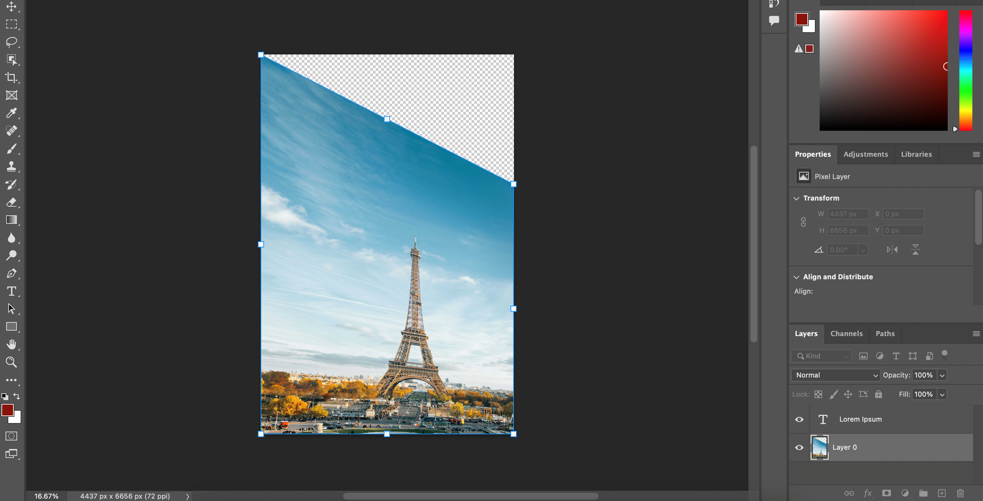 Properties Adjustments Libraries
Pixel Layer
Transform
W 4437 px X 0 px
H 6656 px Y 0 px
0.00°
Align and Distribute
Align:
Layers Channels Paths
Kind
Normal Opacity: 100%
Lock: Fill: 100%
T Lorem Ipsum
Layer 0
fx
16.67% 4437 px x 6656 px (72 ppi)